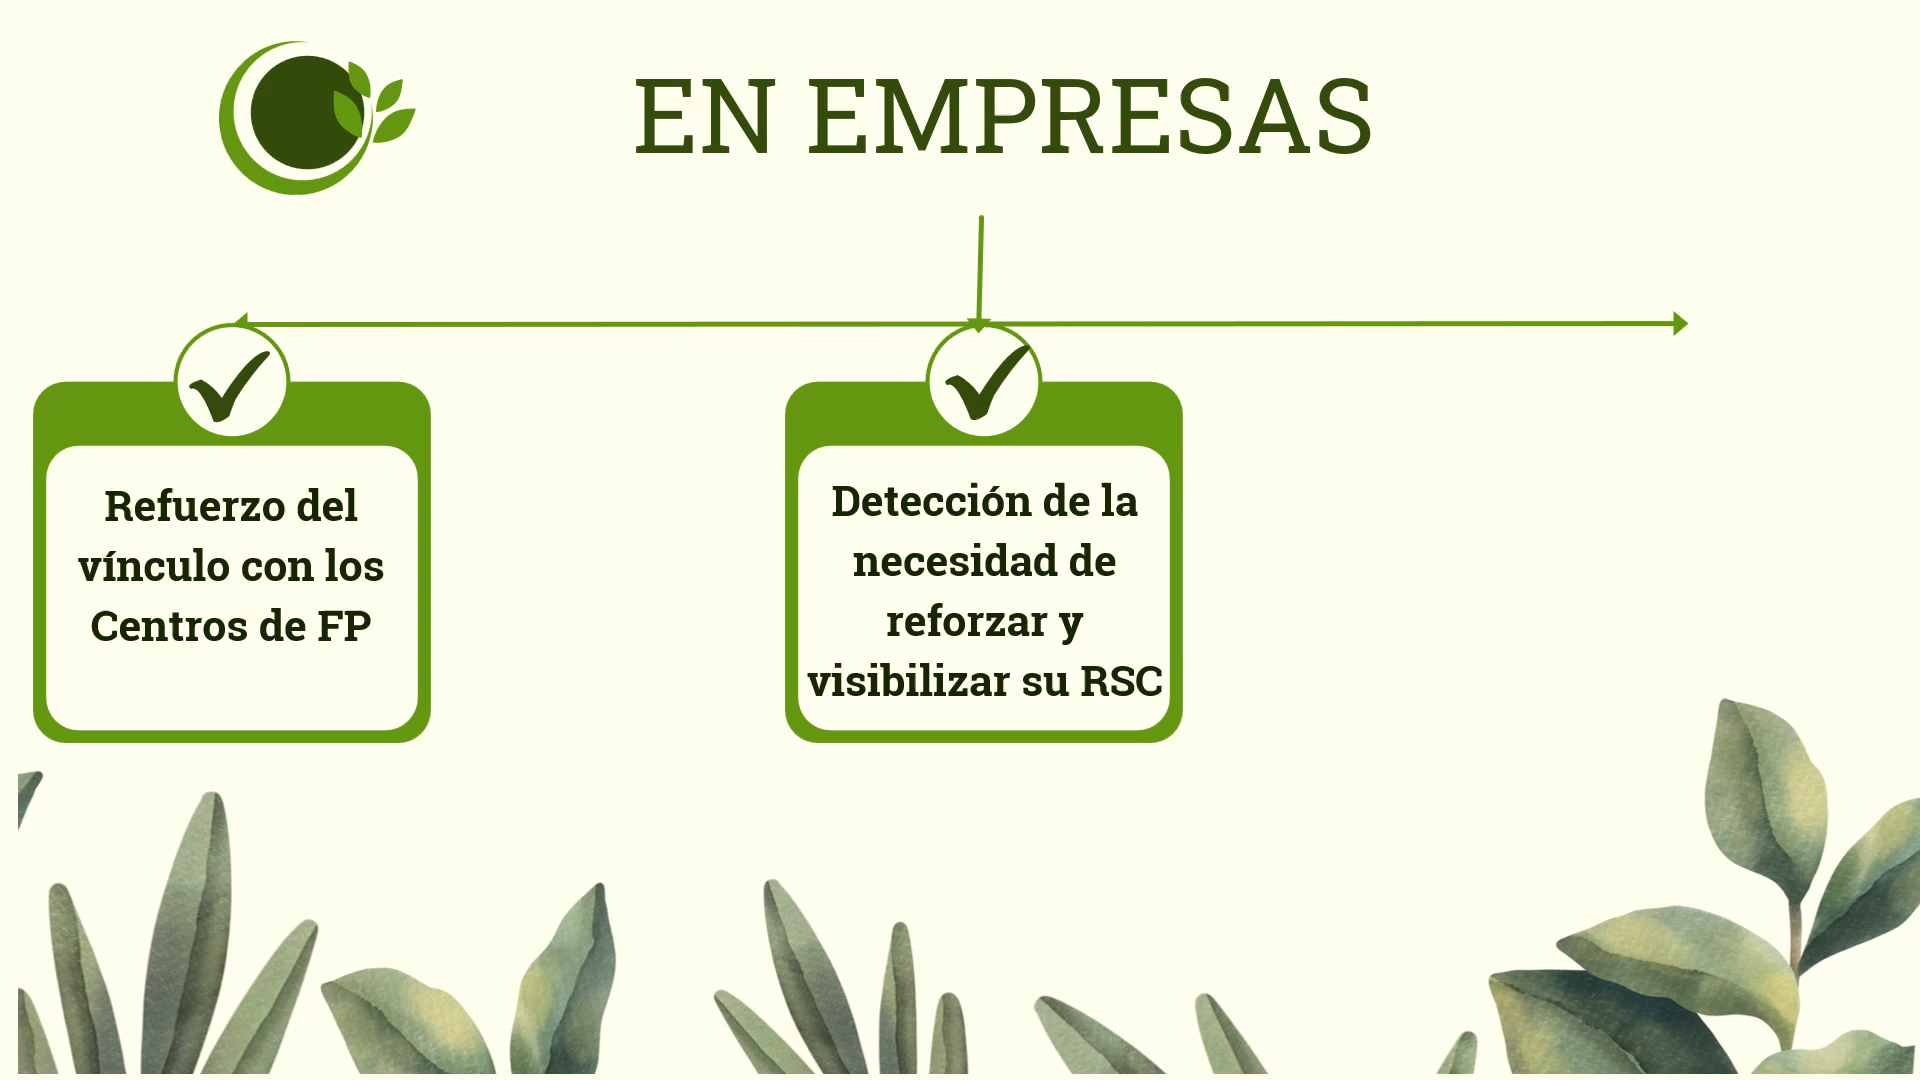 EN EMPRESAS
Refuerzo del
vínculo con los
Centros de FP
Detección de la
necesidad de
reforzar y
visibilizar su RSC